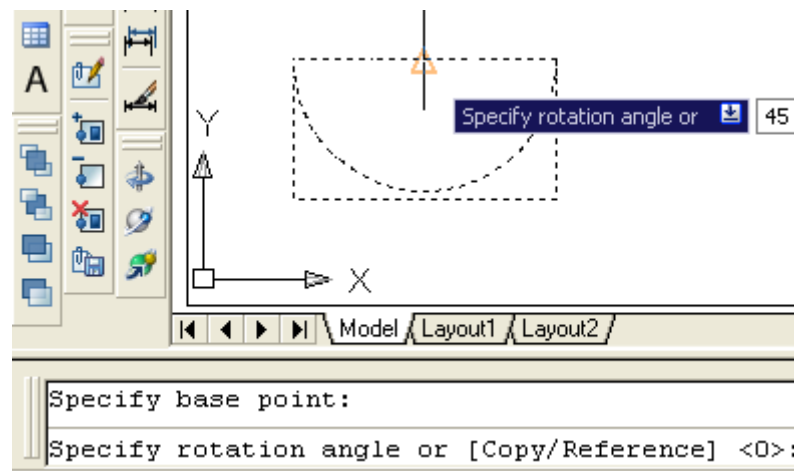 A
Y
Specify rotation angle or 45
X
Model Layout1 Layout2
Specify base point:
Specify rotation angle or [Copy/Reference] <0>: